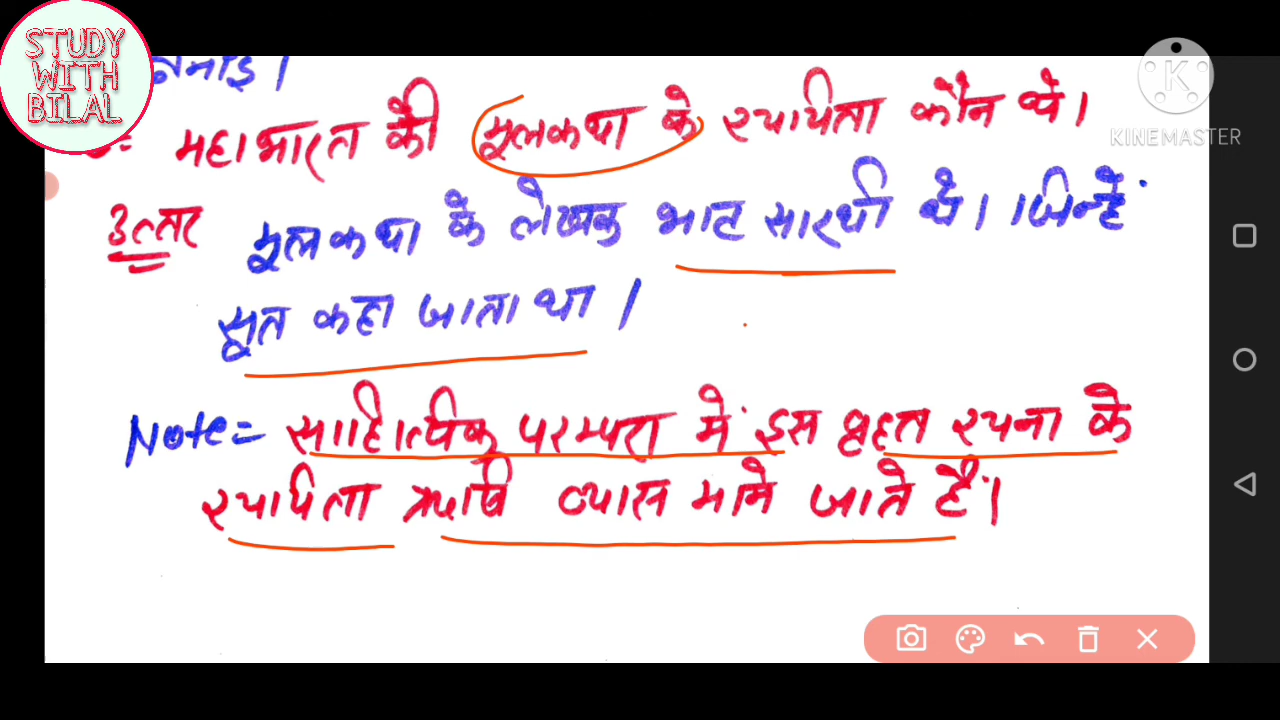 STUDY
WITH
BILAL
KINEMASTER
महाभारत की मूलकथा के रचयिता कौन थे।
उत्तर मूलकथा के लेखक भाट सारथी थे। जिन्हें
सूत कहा जाता था।
Note= साहित्यिक परम्परा में इस बृहत रचना के
रचयिता ऋषि व्यास माने जाते हैं।